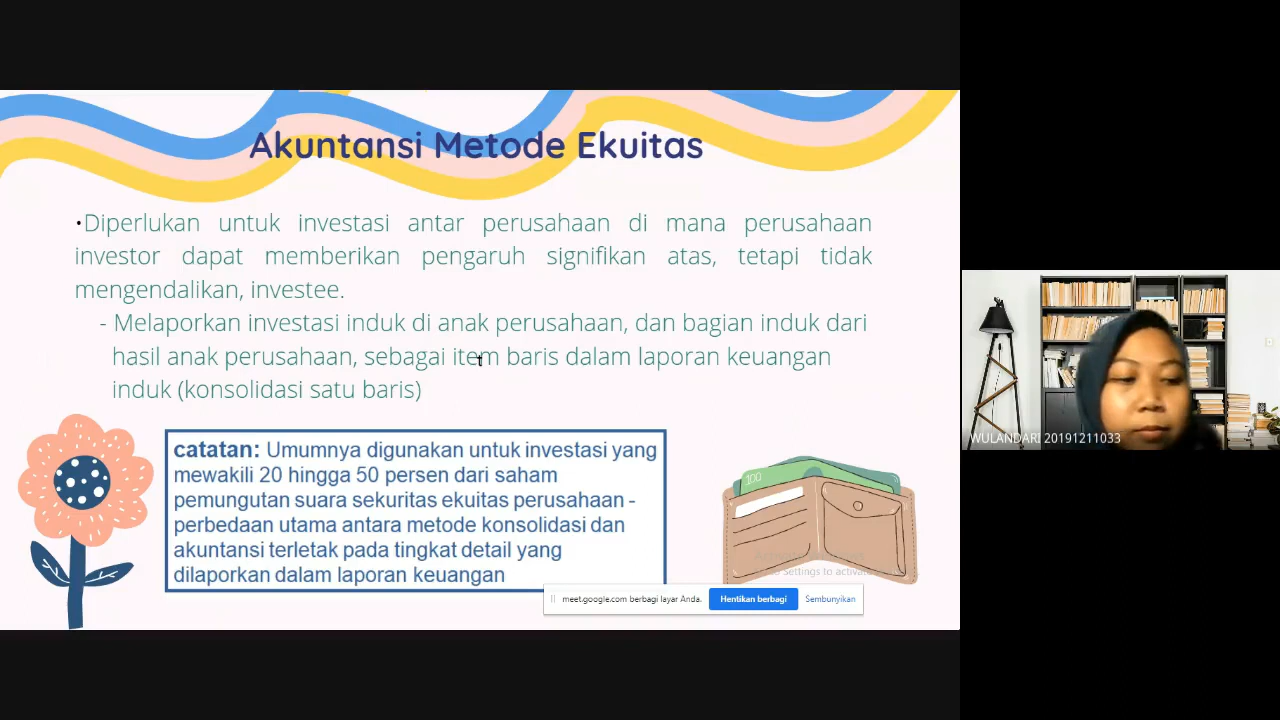 Akuntansi Metode Ekuitas
•Diperlukan untuk investasi antar perusahaan di mana perusahaan
investor dapat memberikan pengaruh signifikan atas, tetapi tidak
mengendalikan, investee.
- Melaporkan investasi induk di anak perusahaan, dan bagian induk dari
hasil anak perusahaan, sebagai item baris dalam laporan keuangan
induk (konsolidasi satu baris)
catatan: Umumnya digunakan untuk investasi yang
mewakili 20 hingga 50 persen dari saham
pemungutan suara sekuritas ekuitas perusahaan -
perbedaan utama antara metode konsolidasi dan
akuntansi terletak pada tingkat detail yang
dilaporkan dalam laporan keuangan
100
Settings to activate
meet.google.com berbagi layar Anda.
Hentikan berbagi
Sembunyikan
WULANDARI 20191211033